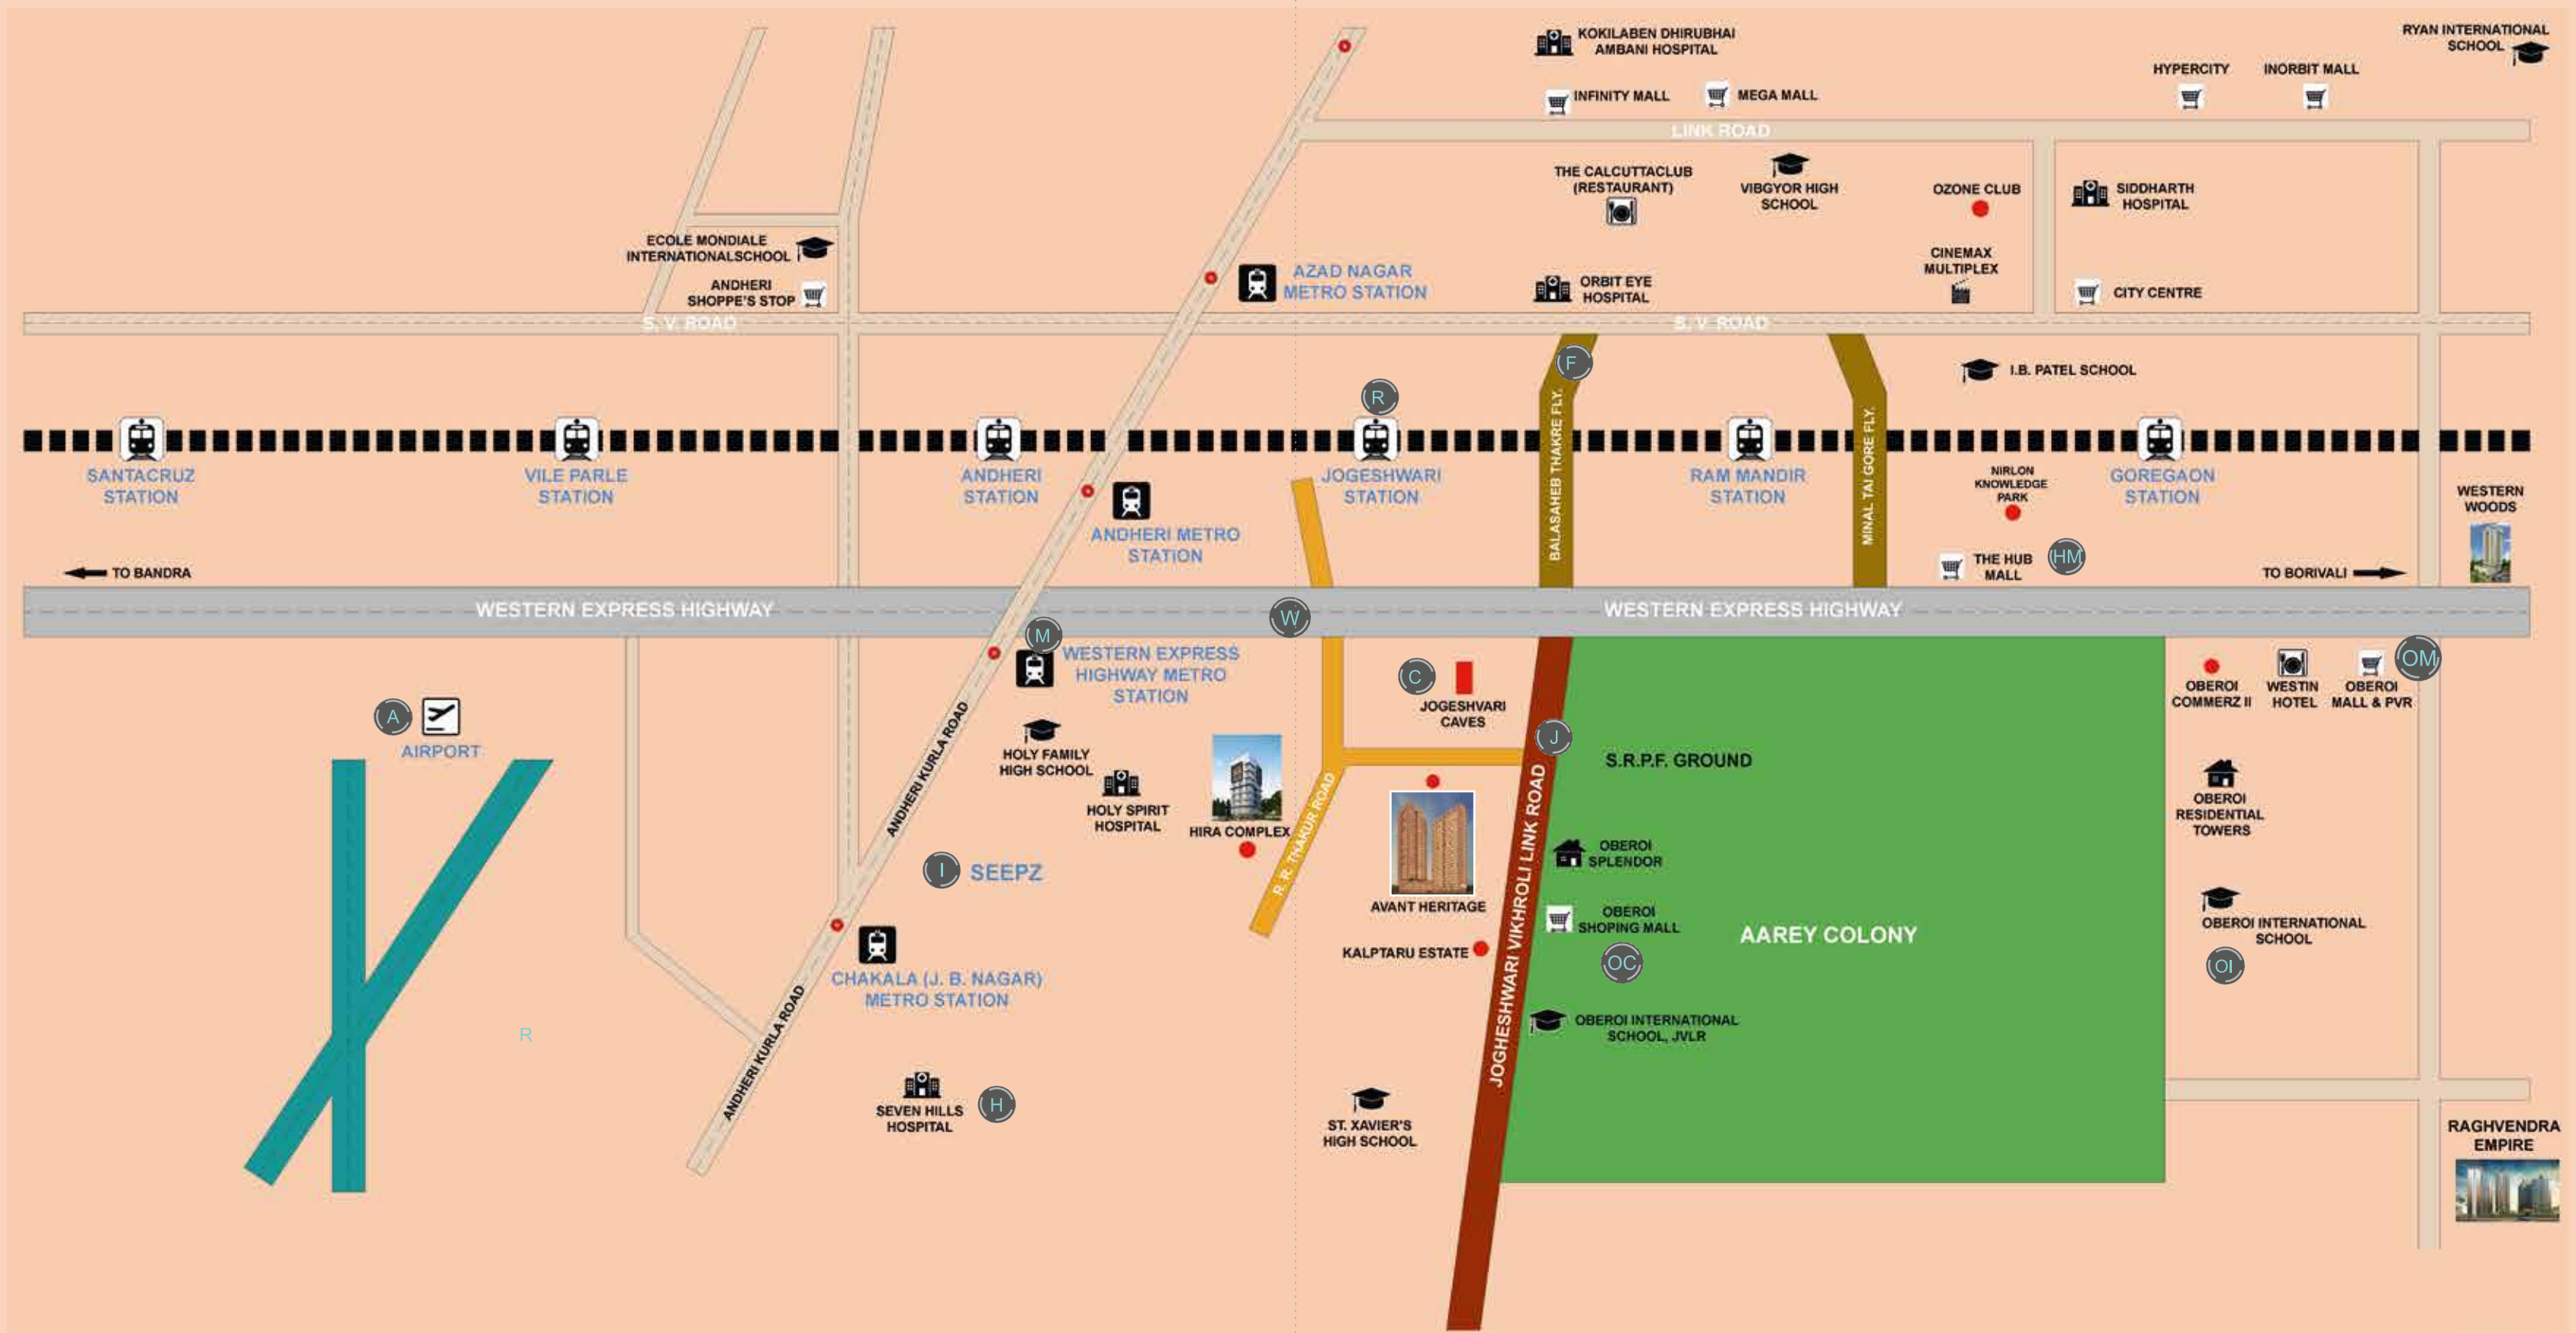 KOKILABEN DHIRUBHAI
AMBANI HOSPITAL
RYAN INTERNATIONAL
SCHOOL
HYPERCITY
INORBIT MALL
INFINITY MALL
MEGA MALL
LINK ROAD
THE CALCUTTACLUB
(RESTAURANT)
VIBGYOR HIGH
SCHOOL
OZONE CLUB
SIDDHARTH
HOSPITAL
ECOLE MONDIALE
INTERNATIONALSCHOOL
ANDHERI
SHOPPE'S STOP
AZAD NAGAR
METRO STATION
ORBIT EYE
HOSPITAL
CINEMAX
MULTIPLEX
CITY CENTRE
S. V. ROAD
S. V. ROAD
F
I.B. PATEL SCHOOL
R
SANTACRUZ
STATION
VILE PARLE
STATION
ANDHERI
STATION
JOGESHWARI
STATION
BALASAHEB THAKRE FLY.
RAM MANDIR
STATION
MINAL TAI GORE FLY.
NIRLON
KNOWLEDGE
PARK
GOREGAON
STATION
WESTERN
WOODS
ANDHERI METRO
STATION
THE HUB
MALL
HM
TO BANDRA
TO BORIVALI
WESTERN EXPRESS HIGHWAY
W
WESTERN EXPRESS HIGHWAY
M
WESTERN EXPRESS
HIGHWAY METRO
STATION
C
JOGESHVARI
CAVES
OM
OBEROI
COMMERZ II
WESTIN
HOTEL
OBEROI
MALL & PVR
A
AIRPORT
ANDHERI KURLA ROAD
HOLY FAMILY
HIGH SCHOOL
HOLY SPIRIT
HOSPITAL
HIRA COMPLEX
R. R. THAKUR ROAD
J
S.R.P.F. GROUND
JOGHESHWARI VIKHROLI LINK ROAD
OBEROI
RESIDENTIAL
TOWERS
I
SEEPZ
AVANT HERITAGE
OBEROI
SPLENDOR
OBEROI
SHOPING MALL
AAREY COLONY
OBEROI INTERNATIONAL
SCHOOL
KALPTARU ESTATE
OC
OI
CHAKALA (J. B. NAGAR)
METRO STATION
ANDHERI KURLA ROAD
R
OBEROI INTERNATIONAL
SCHOOL, JVLR
SEVEN HILLS
HOSPITAL
H
ST. XAVIER'S
HIGH SCHOOL
RAGHVENDRA
EMPIRE